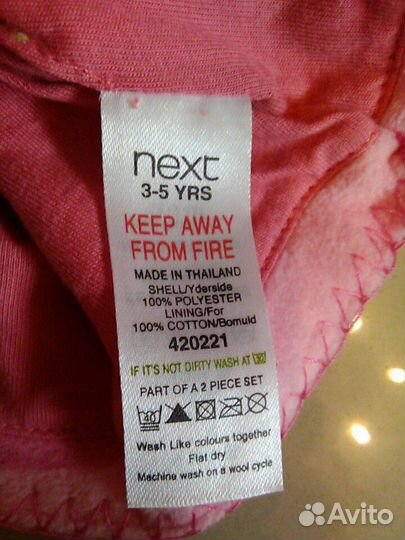 next
3-5 YRS
KEEP AWAY
FROM FIRE
MADE IN THAILAND
SHELL/Yderside
100% POLYESTER
LINING/For
100% COTTON/Bomuld
420221
IF IT'S NOT DIRTY WASH AT 30
PART OF A 2 PIECE SET
40
Wash Like colours together
Flat dry
Machine wash on a wool cycle
Avito